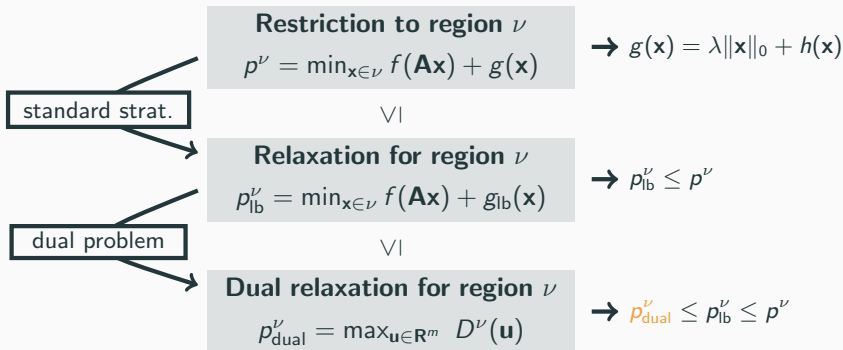 Restriction to region ν
p^ν = min_{x∈ν} f(Ax) + g(x)
→ g(x) = λ‖x‖₀ + h(x)
standard strat.
∨|
Relaxation for region ν
p^ν_lb = min_{x∈ν} f(Ax) + g_lb(x)
→ p^ν_lb ≤ p^ν
dual problem
∨|
Dual relaxation for region ν
p^ν_dual = max_{u∈R^m} D^ν(u)
→ p^ν_dual ≤ p^ν_lb ≤ p^ν